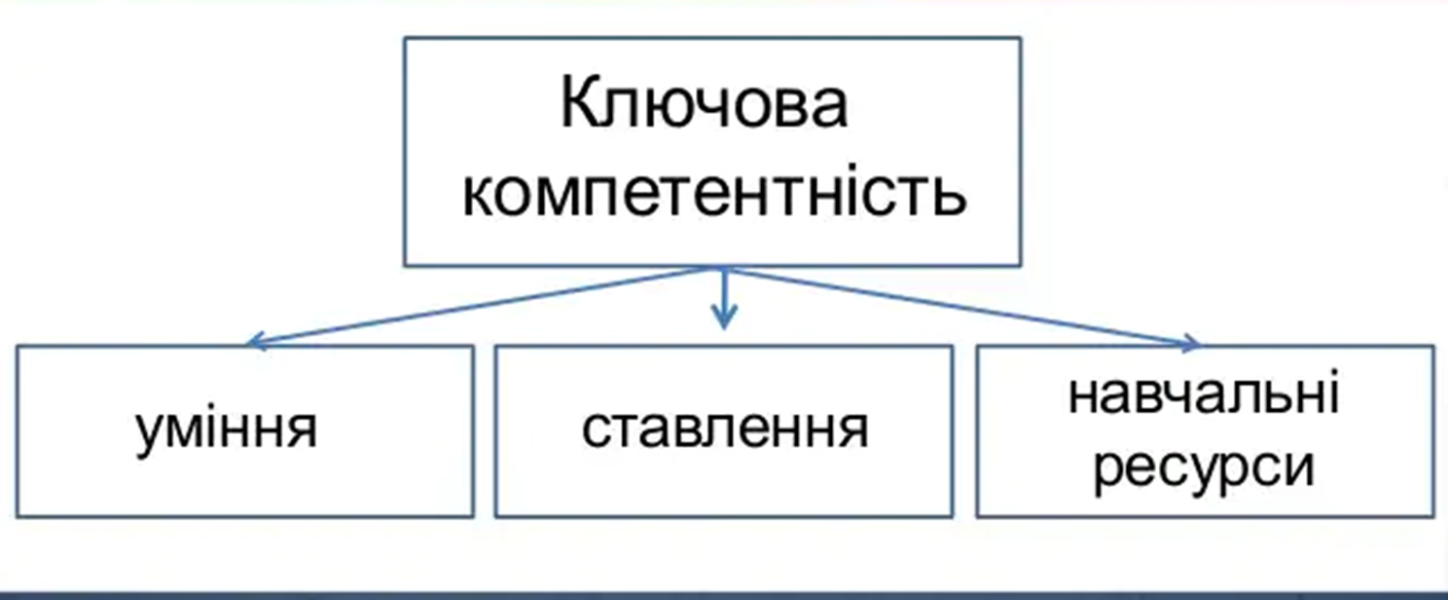 Ключова
компетентність
уміння
ставлення
навчальні
ресурси